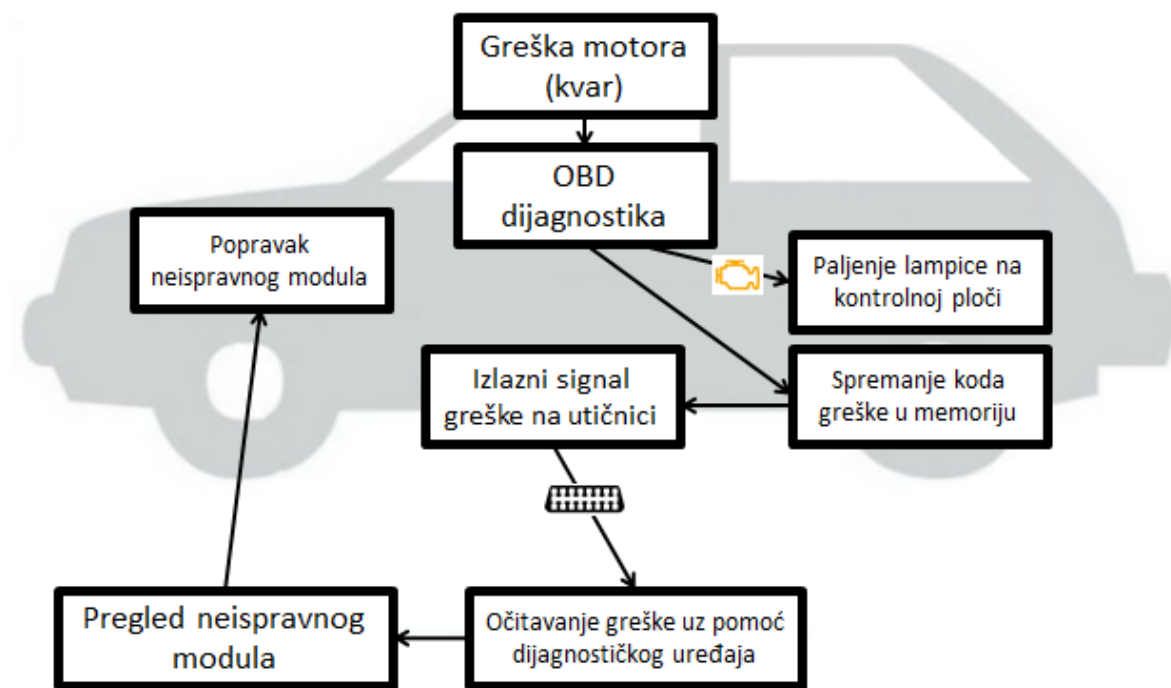 Greška motora
(kvar)
OBD
dijagnostika
Popravak
neispravnog modula
Paljenje lampice na
kontrolnoj ploči
Izlazni signal
greške na utičnici
Spremanje koda
greške u memoriju
Pregled neispravnog
modula
Očitavanje greške uz pomoć
dijagnostičkog uređaja